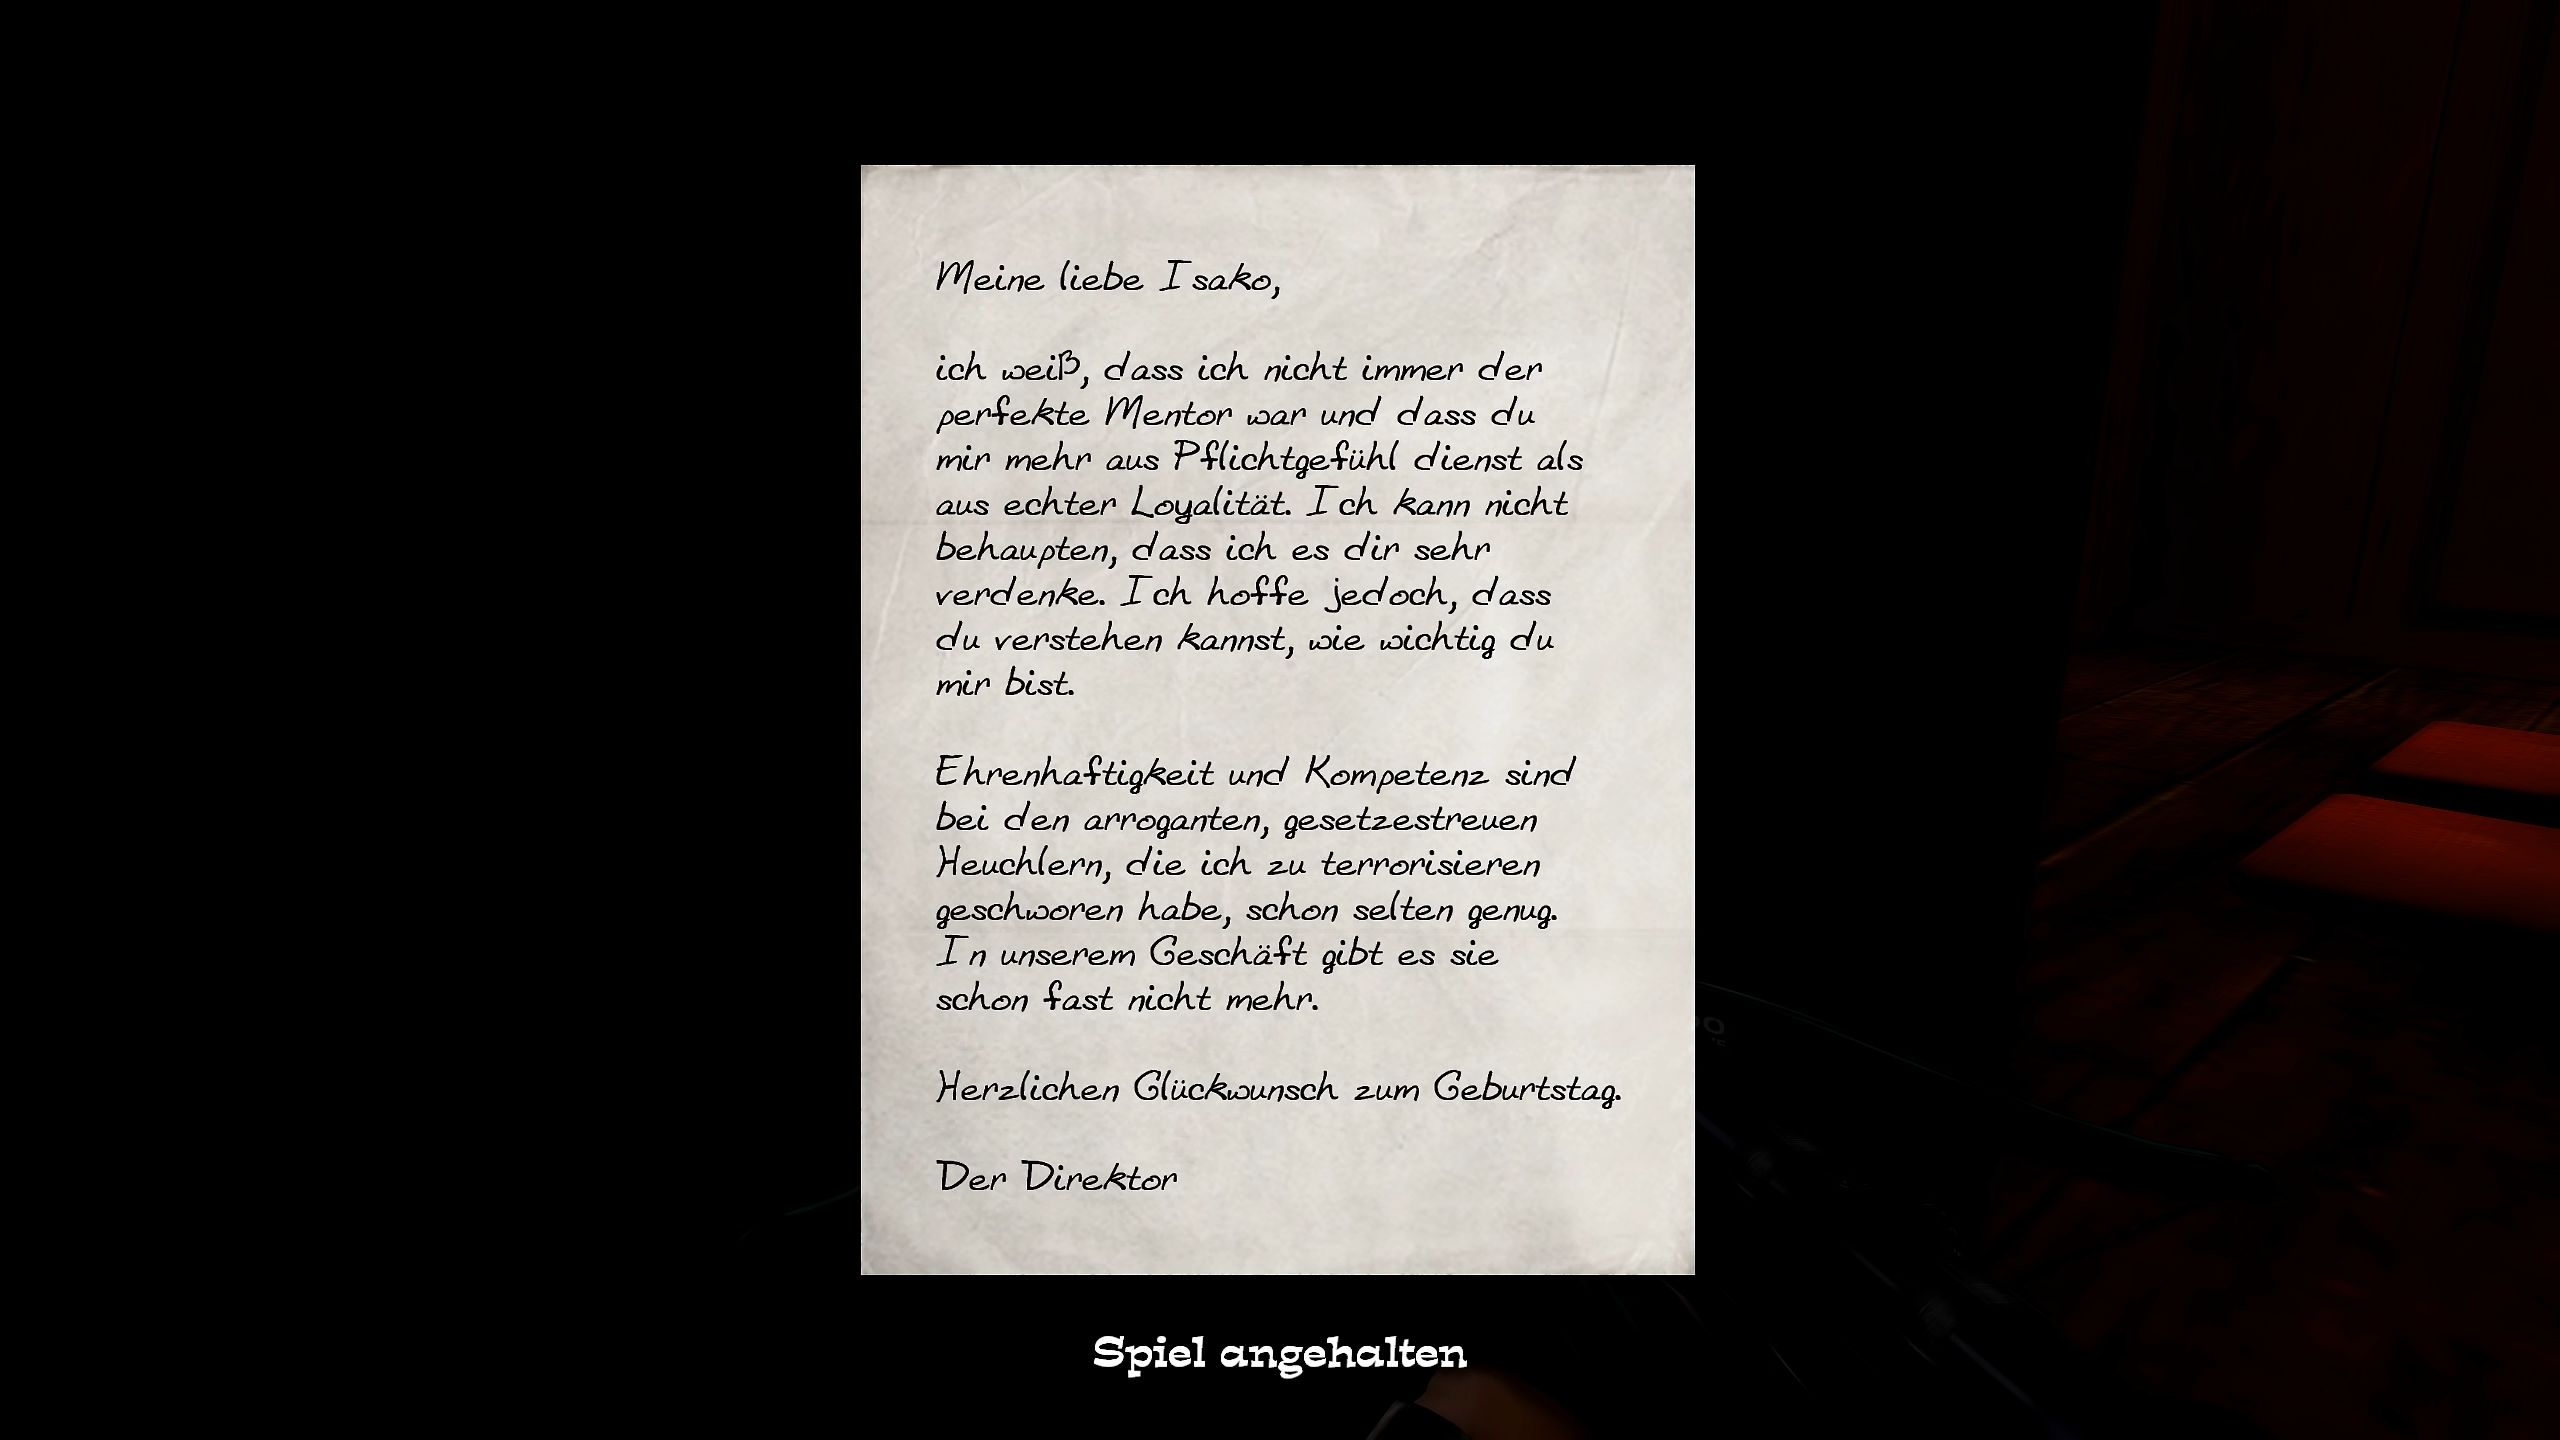 Meine liebe Isako,
ich weiß, dass ich nicht immer der
perfekte Mentor war und dass du
mir mehr aus Pflichtgefühl dienst als
aus echter Loyalität. Ich kann nicht
behaupten, dass ich es dir sehr
verdenke. Ich hoffe jedoch, dass
du verstehen kannst, wie wichtig du
mir bist.
Ehrenhaftigkeit und Kompetenz sind
bei den arroganten, gesetzestreuen
Heuchlern, die ich zu terrorisieren
geschworen habe, schon selten genug.
In unserem Geschäft gibt es sie
schon fast nicht mehr.
Herzlichen Glückwunsch zum Geburtstag.
Der Direktor
Spiel angehalten